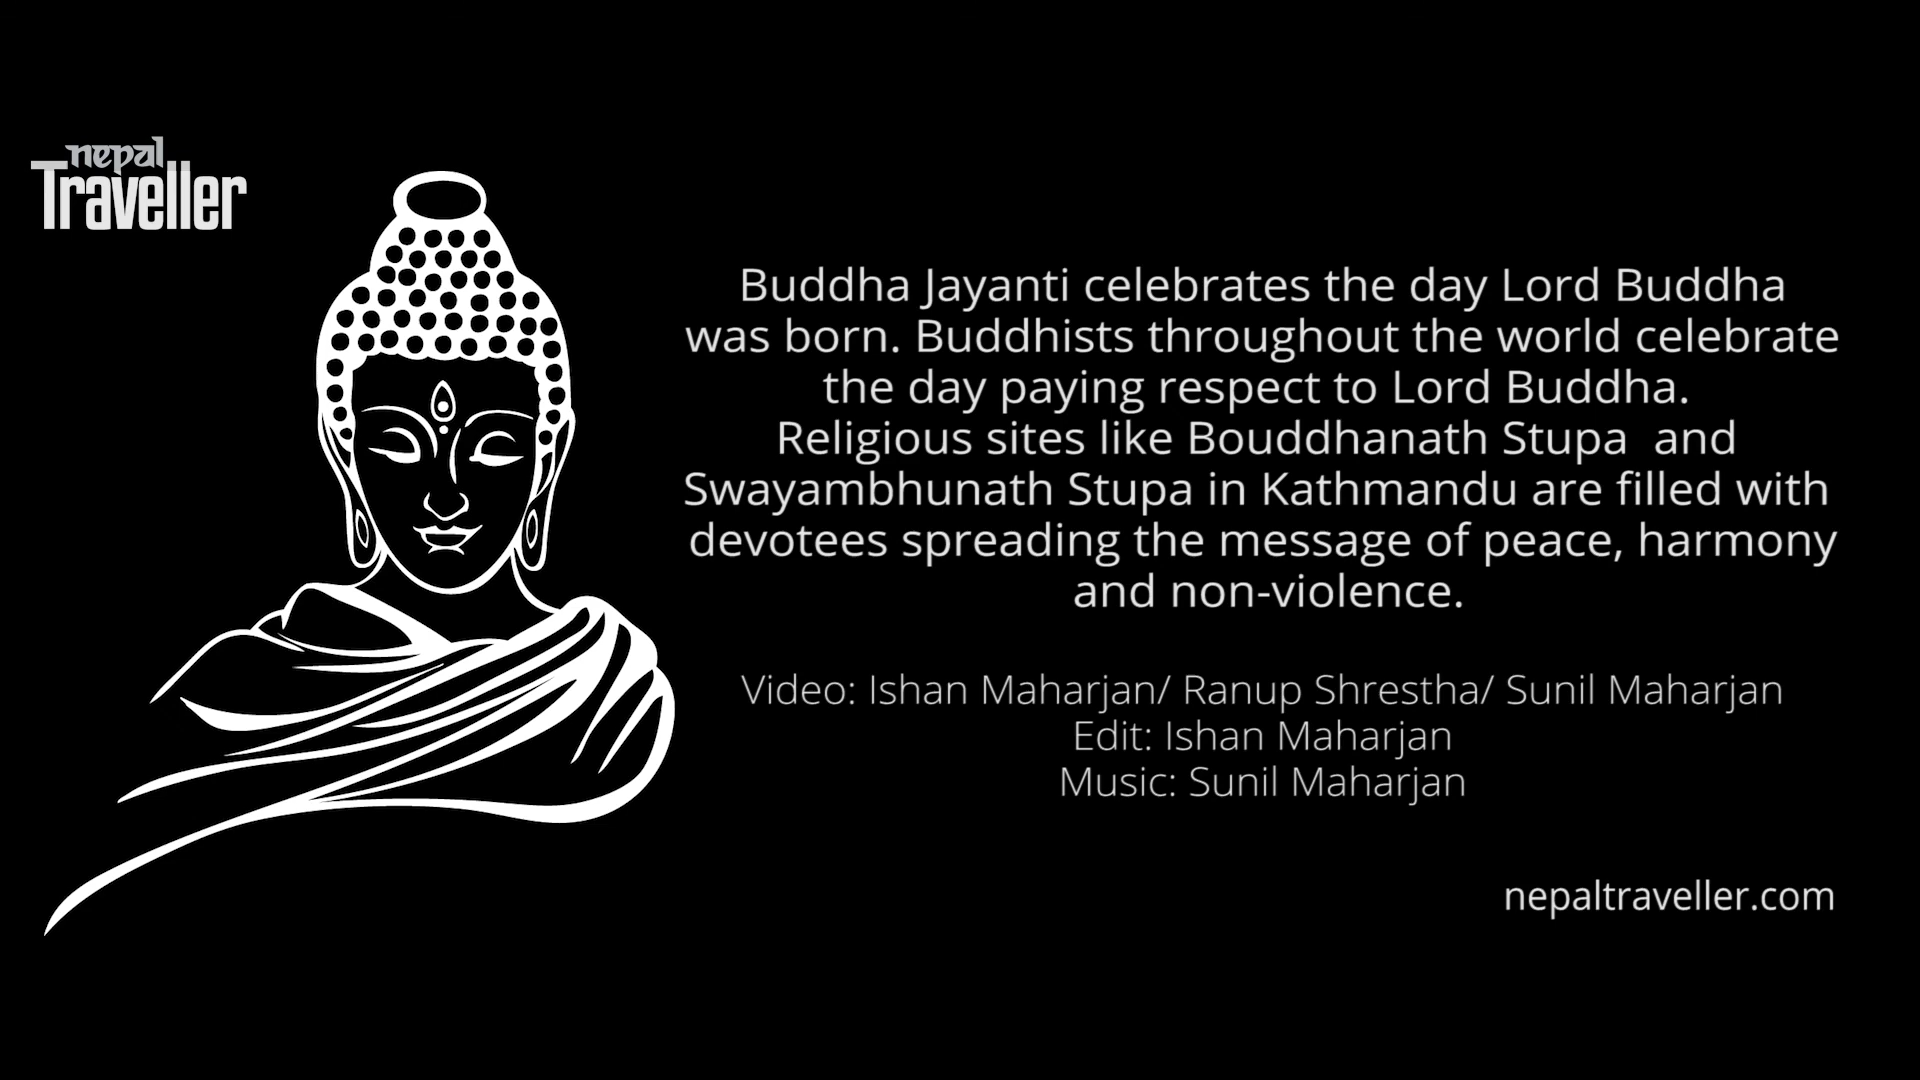 nepal
Traveller
Buddha Jayanti celebrates the day Lord Buddha
was born. Buddhists throughout the world celebrate
the day paying respect to Lord Buddha.
Religious sites like Bouddhanath Stupa  and
Swayambhunath Stupa in Kathmandu are filled with
devotees spreading the message of peace, harmony
and non-violence.
Video: Ishan Maharjan/ Ranup Shrestha/ Sunil Maharjan
Edit: Ishan Maharjan
Music: Sunil Maharjan
nepaltraveller.com